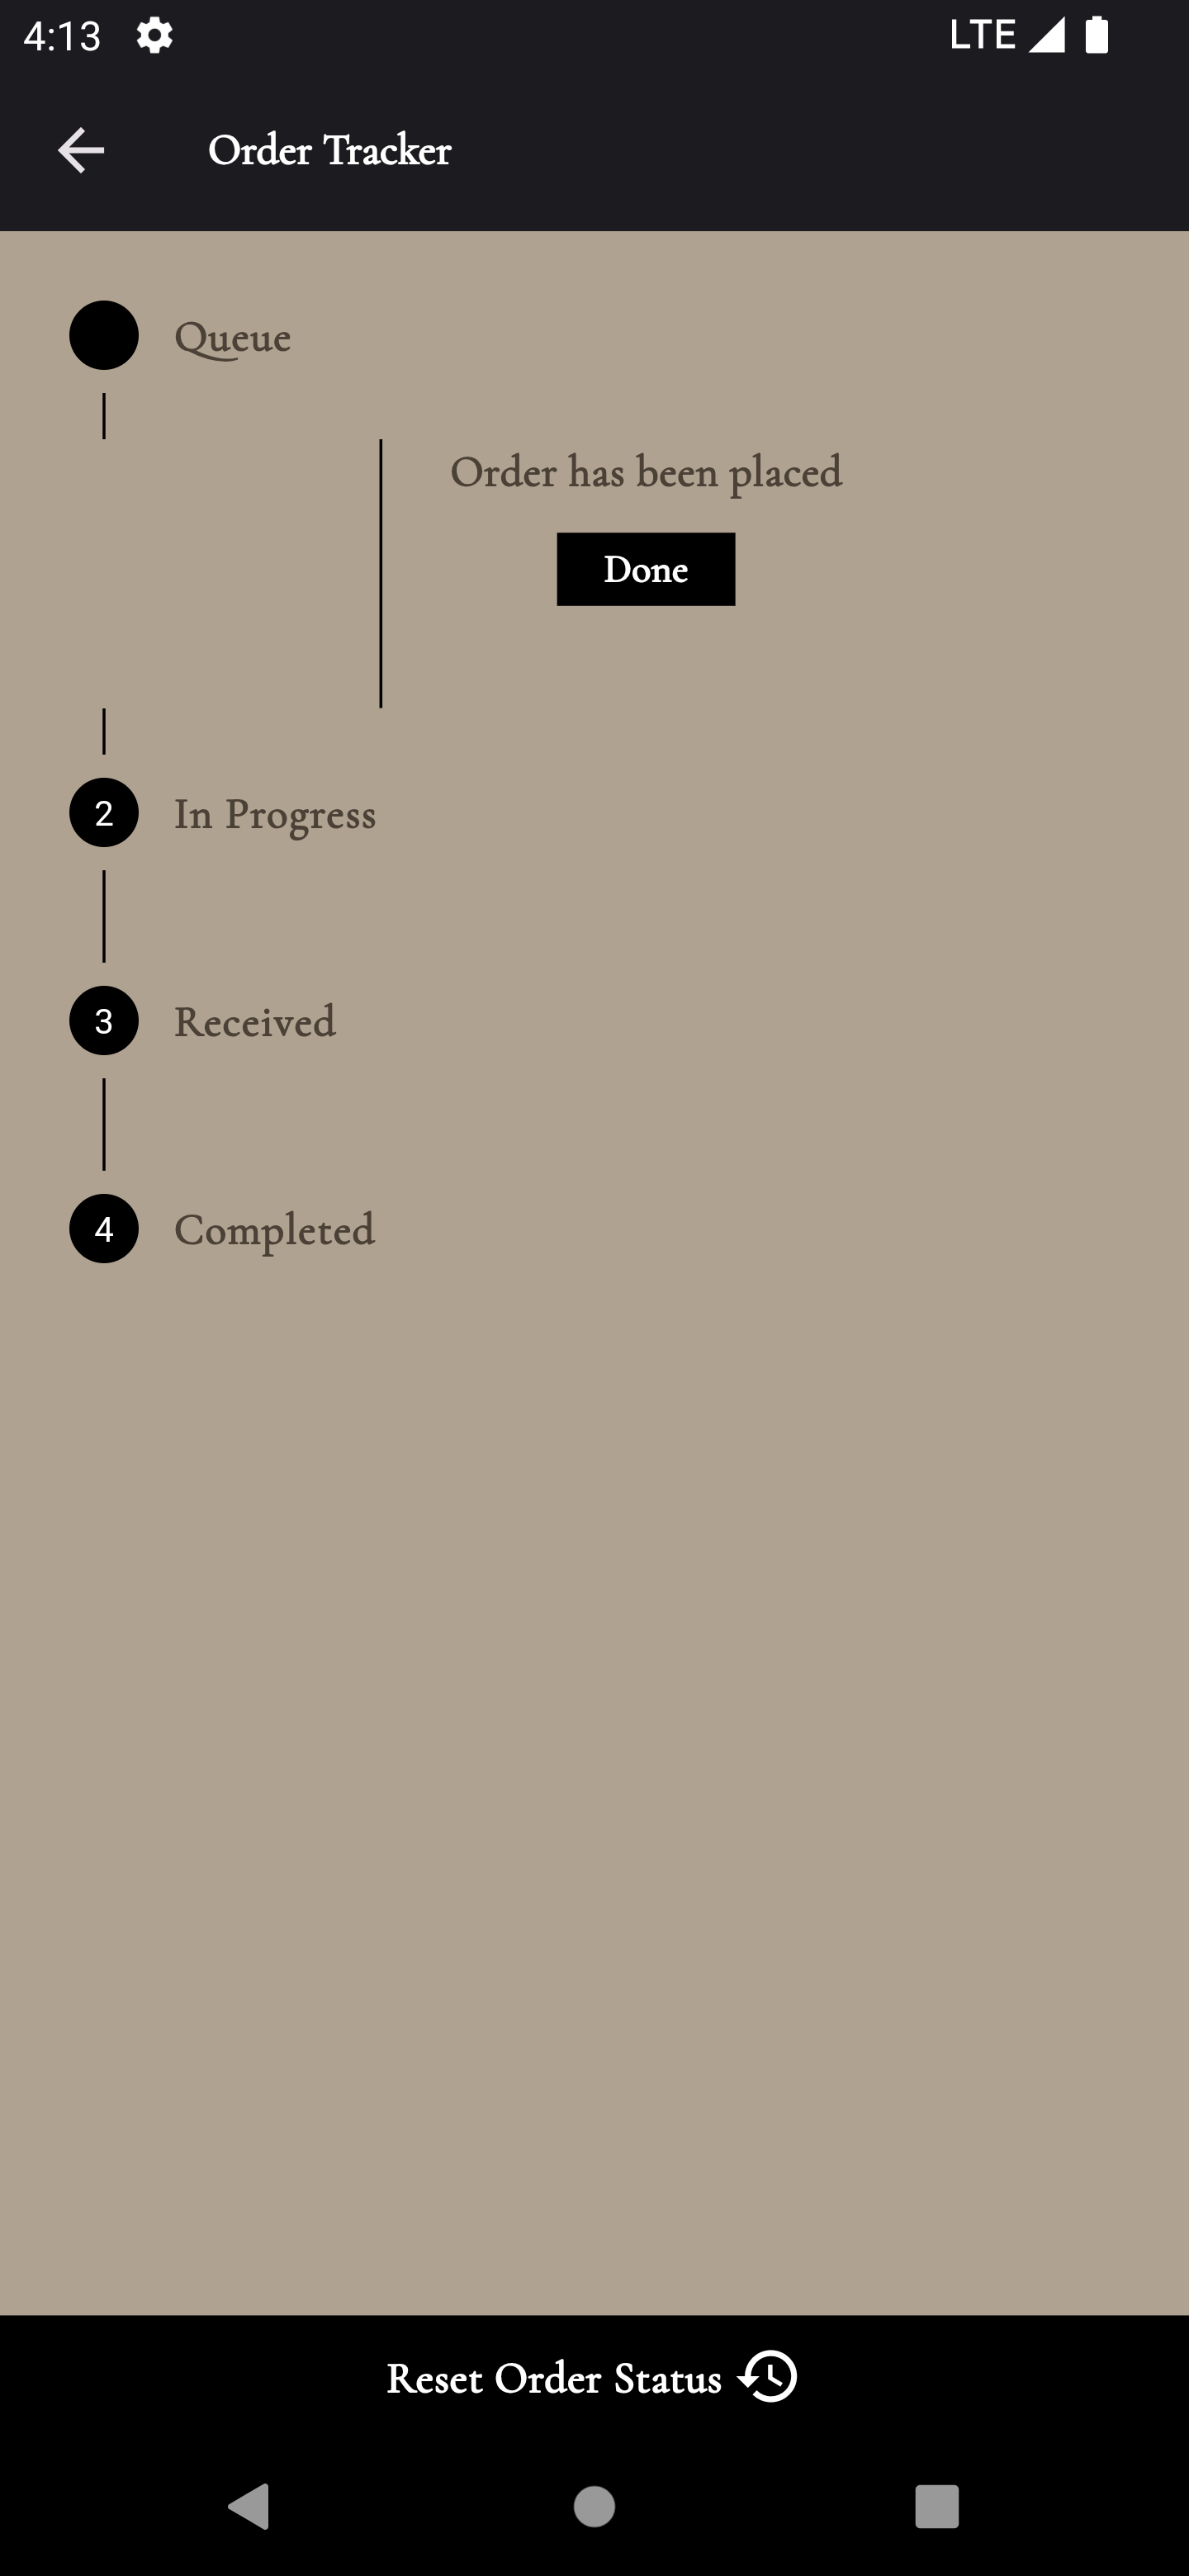 4:13 LTE
Order Tracker
Queue
Order has been placed
Done
2 In Progress
3 Received
4 Completed
Reset Order Status